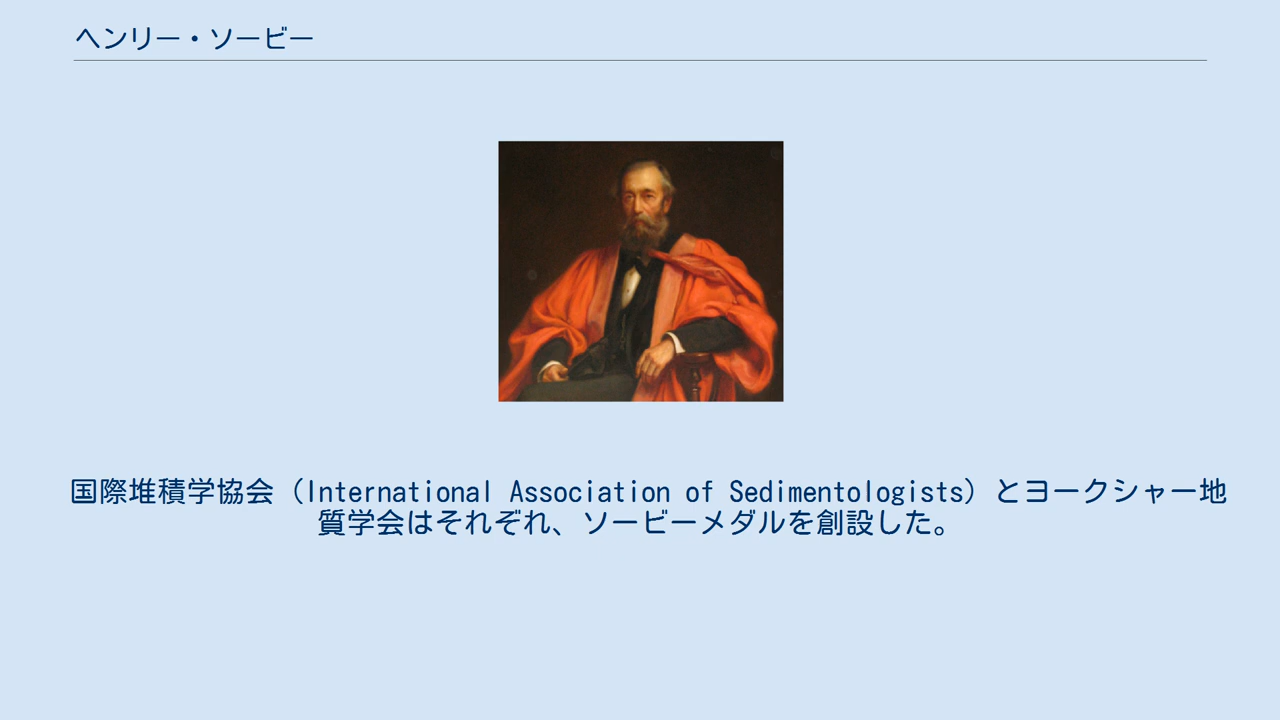 ヘンリー・ソービー
国際堆積学協会（International Association of Sedimentologists）とヨークシャー地
質学会はそれぞれ、ソービーメダルを創設した。